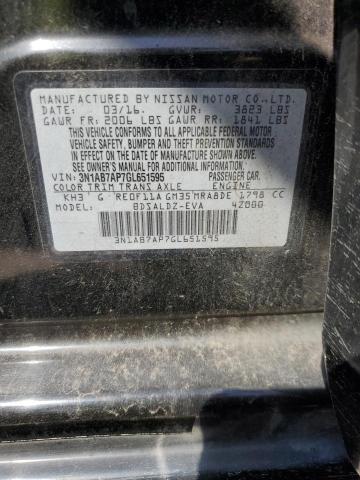 MANUFACTURED BY NISSAN MOTOR CO.,LTD.
DATE: 03/16. GVWR: 3823 LBS
GAWR FR: 2006 LBS GAWR RR: 1841 LBS
THIS VEHICLE CONFORMS TO ALL APPLICABLE FEDERAL MOTOR
VEHICLE SAFETY, BUMPER AND THEFT PREVENTION STANDARDS
IN EFFECT ON THE DATE OF MANUFACTURE SHOWN ABOVE.
SEE OWNER'S MANUAL FOR ADDITIONAL INFORMATION.
VIN: 3N1AB7AP7GL651595 PASSENGER CAR
COLOR TRIM TRANS AXLE ENGINE
KH3 G RE0F11A GM35 MRA8DE 1798 CC
BDSALDZ-EVA 4Z000
3N1AB7AP7GL651595